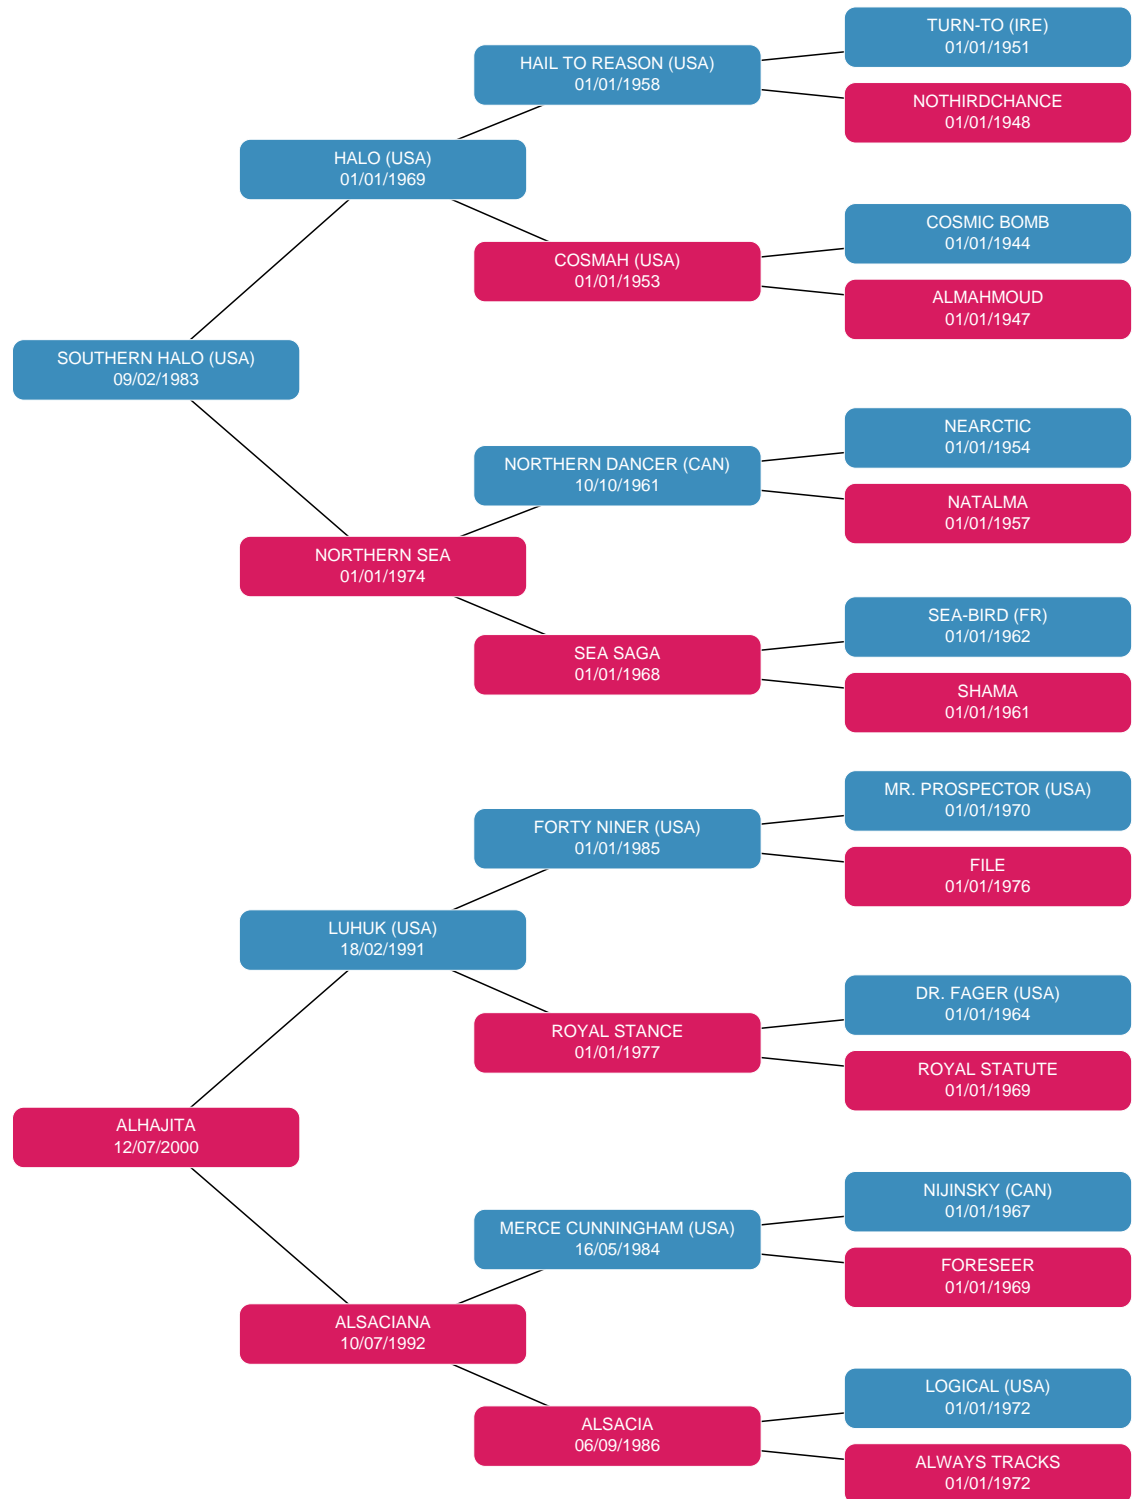 TURN-TO (IRE)
01/01/1951
HAIL TO REASON (USA)
01/01/1958
NOTHIRDCHANCE
01/01/1948
HALO (USA)
01/01/1969
COSMIC BOMB
01/01/1944
COSMAH (USA)
01/01/1953
ALMAHMOUD
01/01/1947
SOUTHERN HALO (USA)
09/02/1983
NEARCTIC
01/01/1954
NORTHERN DANCER (CAN)
10/10/1961
NATALMA
01/01/1957
NORTHERN SEA
01/01/1974
SEA-BIRD (FR)
01/01/1962
SEA SAGA
01/01/1968
SHAMA
01/01/1961
MR. PROSPECTOR (USA)
01/01/1970
FORTY NINER (USA)
01/01/1985
FILE
01/01/1976
LUHUK (USA)
18/02/1991
DR. FAGER (USA)
01/01/1964
ROYAL STANCE
01/01/1977
ROYAL STATUTE
01/01/1969
ALHAJITA
12/07/2000
NIJINSKY (CAN)
01/01/1967
MERCE CUNNINGHAM (USA)
16/05/1984
FORESEER
01/01/1969
ALSACIANA
10/07/1992
LOGICAL (USA)
01/01/1972
ALSACIA
06/09/1986
ALWAYS TRACKS
01/01/1972